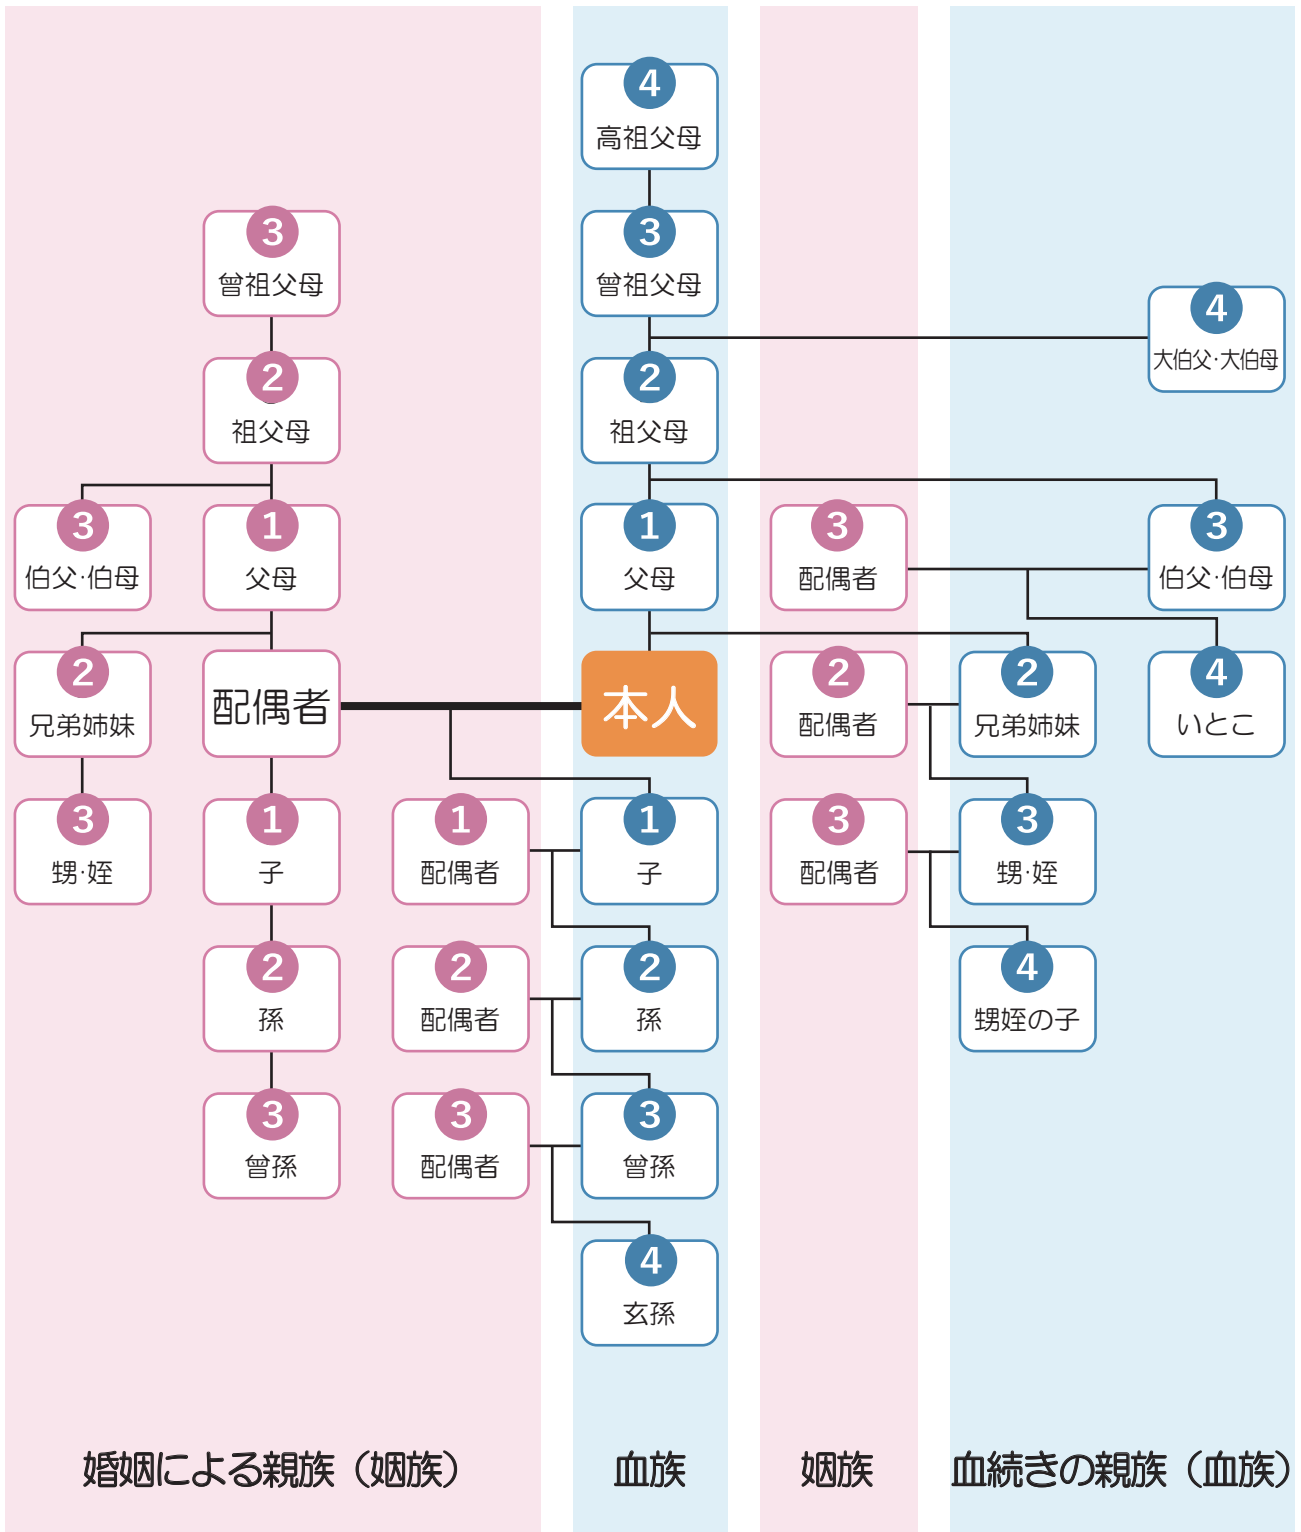 4
高祖父母
3
曾祖父母
3
曾祖父母
4
大伯父·大伯母
2
祖父母
2
祖父母
3
伯父·伯母
1
父母
1
父母
3
配偶者
3
伯父·伯母
2
兄弟姉妹
配偶者
本人
2
配偶者
2
兄弟姉妹
4
いとこ
3
甥·姪
1
子
1
配偶者
1
子
3
配偶者
3
甥·姪
2
孫
2
配偶者
2
孫
4
甥姪の子
3
曾孫
3
配偶者
3
曾孫
4
玄孫
婚姻による親族（姻族）
血族
姻族
血続きの親族（血族）